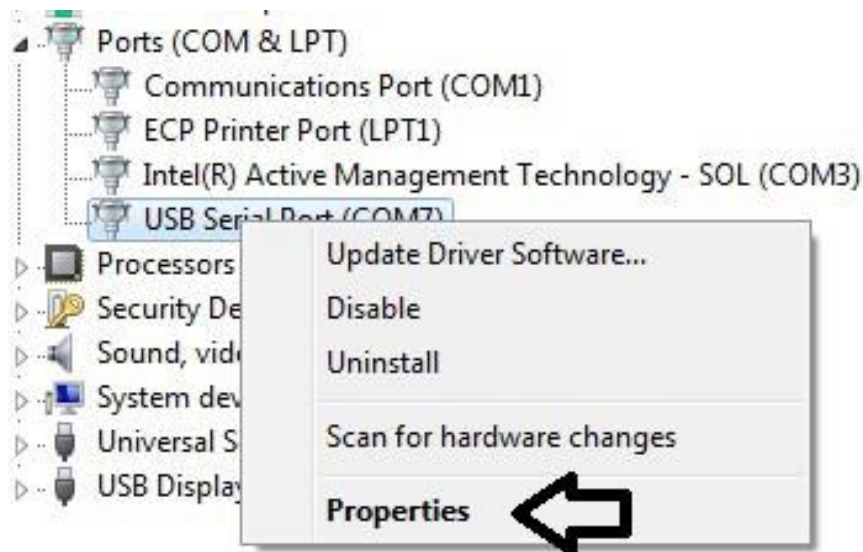 Ports (COM & LPT)
Communications Port (COM1)
ECP Printer Port (LPT1)
Intel(R) Active Management Technology - SOL (COM3)
USB Serial Port (COM7)
Processors
Update Driver Software...
Security De
Disable
Sound, vide
Uninstall
System dev
Universal S
Scan for hardware changes
USB Display
Properties